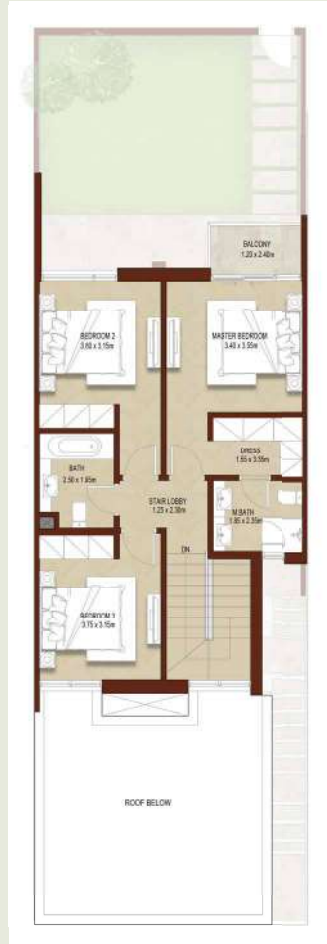 BALCONY
1.20 x 2.40m
BEDROOM 2
3.60 x 3.15m
MASTER BEDROOM
3.40 x 3.55m
DRESS
1.55 x 3.55m
BATH
2.50 x 1.65m
STAIR LOBBY
1.25 x 2.30m
M.BATH
1.85 x 2.35m
DN
BEDROOM
3.75 x 3.15m
ROOF BELOW